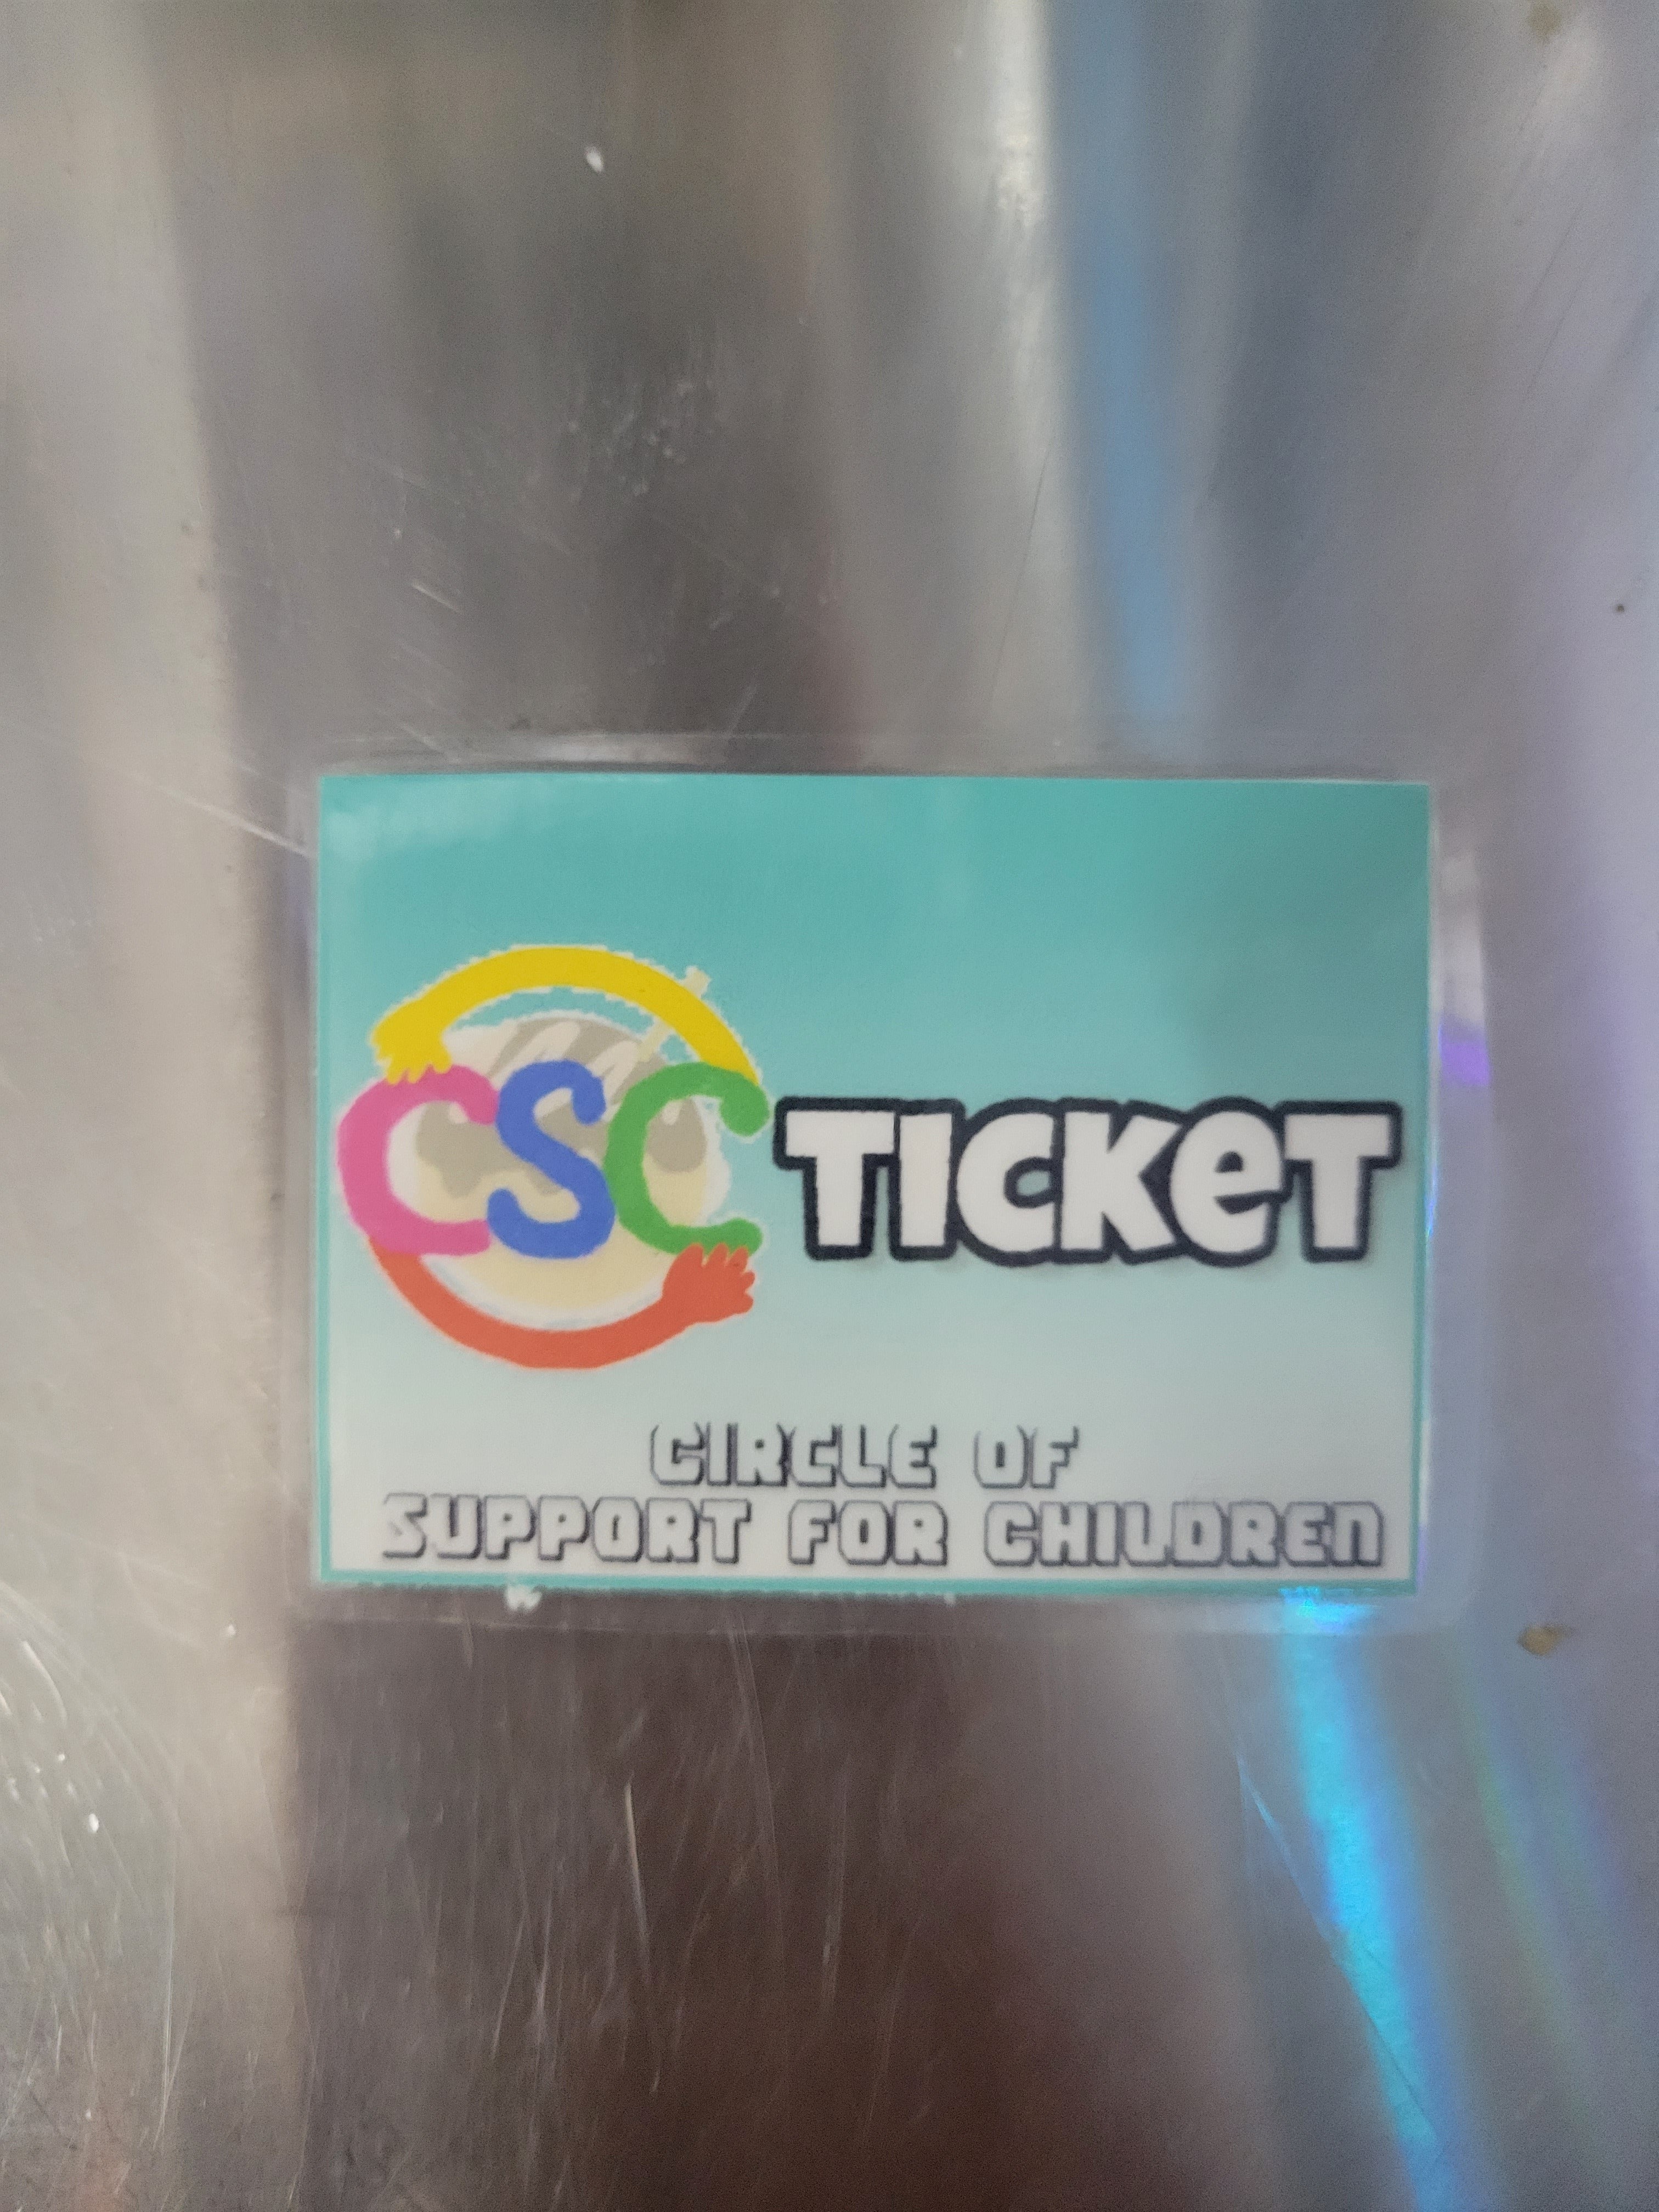 CSC TICKET
CIRCLE OF
SUPPORT FOR CHILDREN